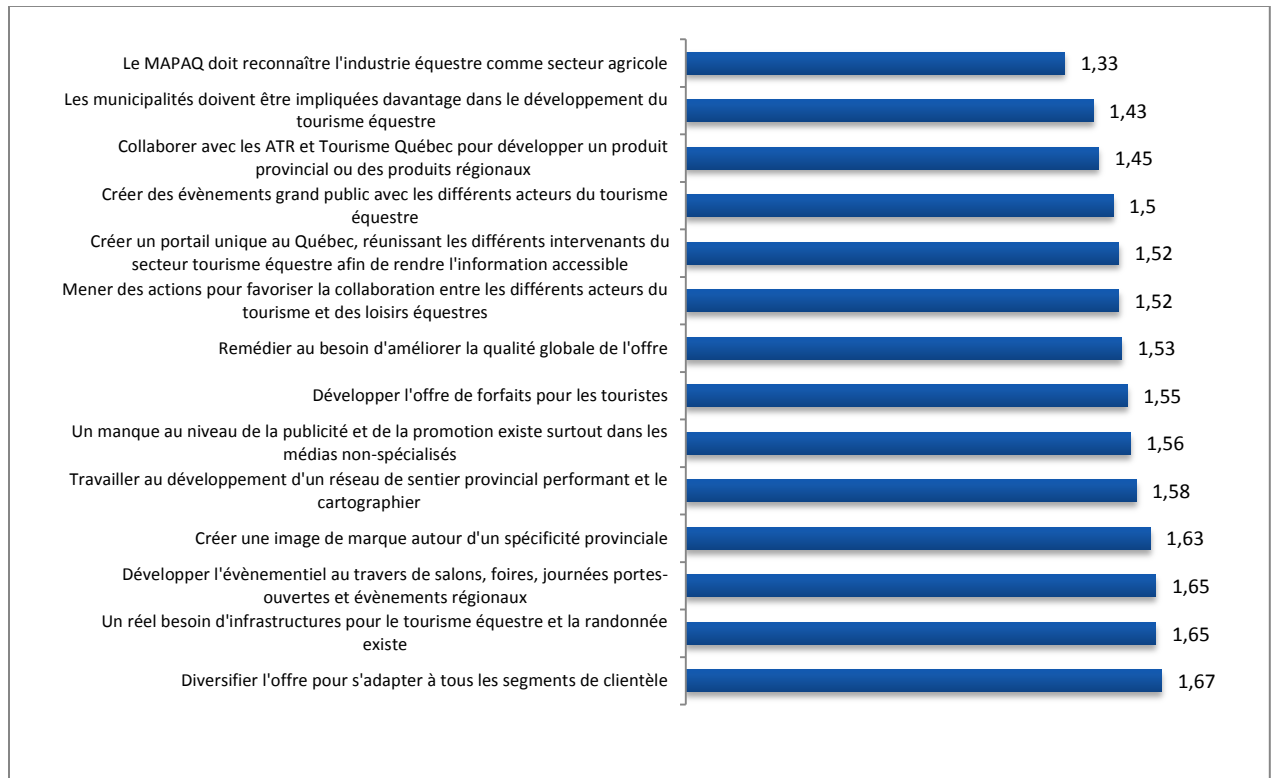 Le MAPAQ doit reconnaître l'industrie équestre comme secteur agricole
1,33
Les municipalités doivent être impliquées davantage dans le développement du
tourisme équestre
1,43
Collaborer avec les ATR et Tourisme Québec pour développer un produit
provincial ou des produits régionaux
1,45
Créer des évènements grand public avec les différents acteurs du tourisme
équestre
1,5
Créer un portail unique au Québec, réunissant les différents intervenants du
secteur tourisme équestre afin de rendre l'information accessible
1,52
Mener des actions pour favoriser la collaboration entre les différents acteurs du
tourisme et des loisirs équestres
1,52
Remédier au besoin d'améliorer la qualité globale de l'offre
1,53
Développer l'offre de forfaits pour les touristes
1,55
Un manque au niveau de la publicité et de la promotion existe surtout dans les
médias non-spécialisés
1,56
Travailler au développement d'un réseau de sentier provincial performant et le
cartographier
1,58
Créer une image de marque autour d'un spécificité provinciale
1,63
Développer l'évènementiel au travers de salons, foires, journées portes-
ouvertes et évènements régionaux
1,65
Un réel besoin d'infrastructures pour le tourisme équestre et la randonnée
existe
1,65
Diversifier l'offre pour s'adapter à tous les segments de clientèle
1,67